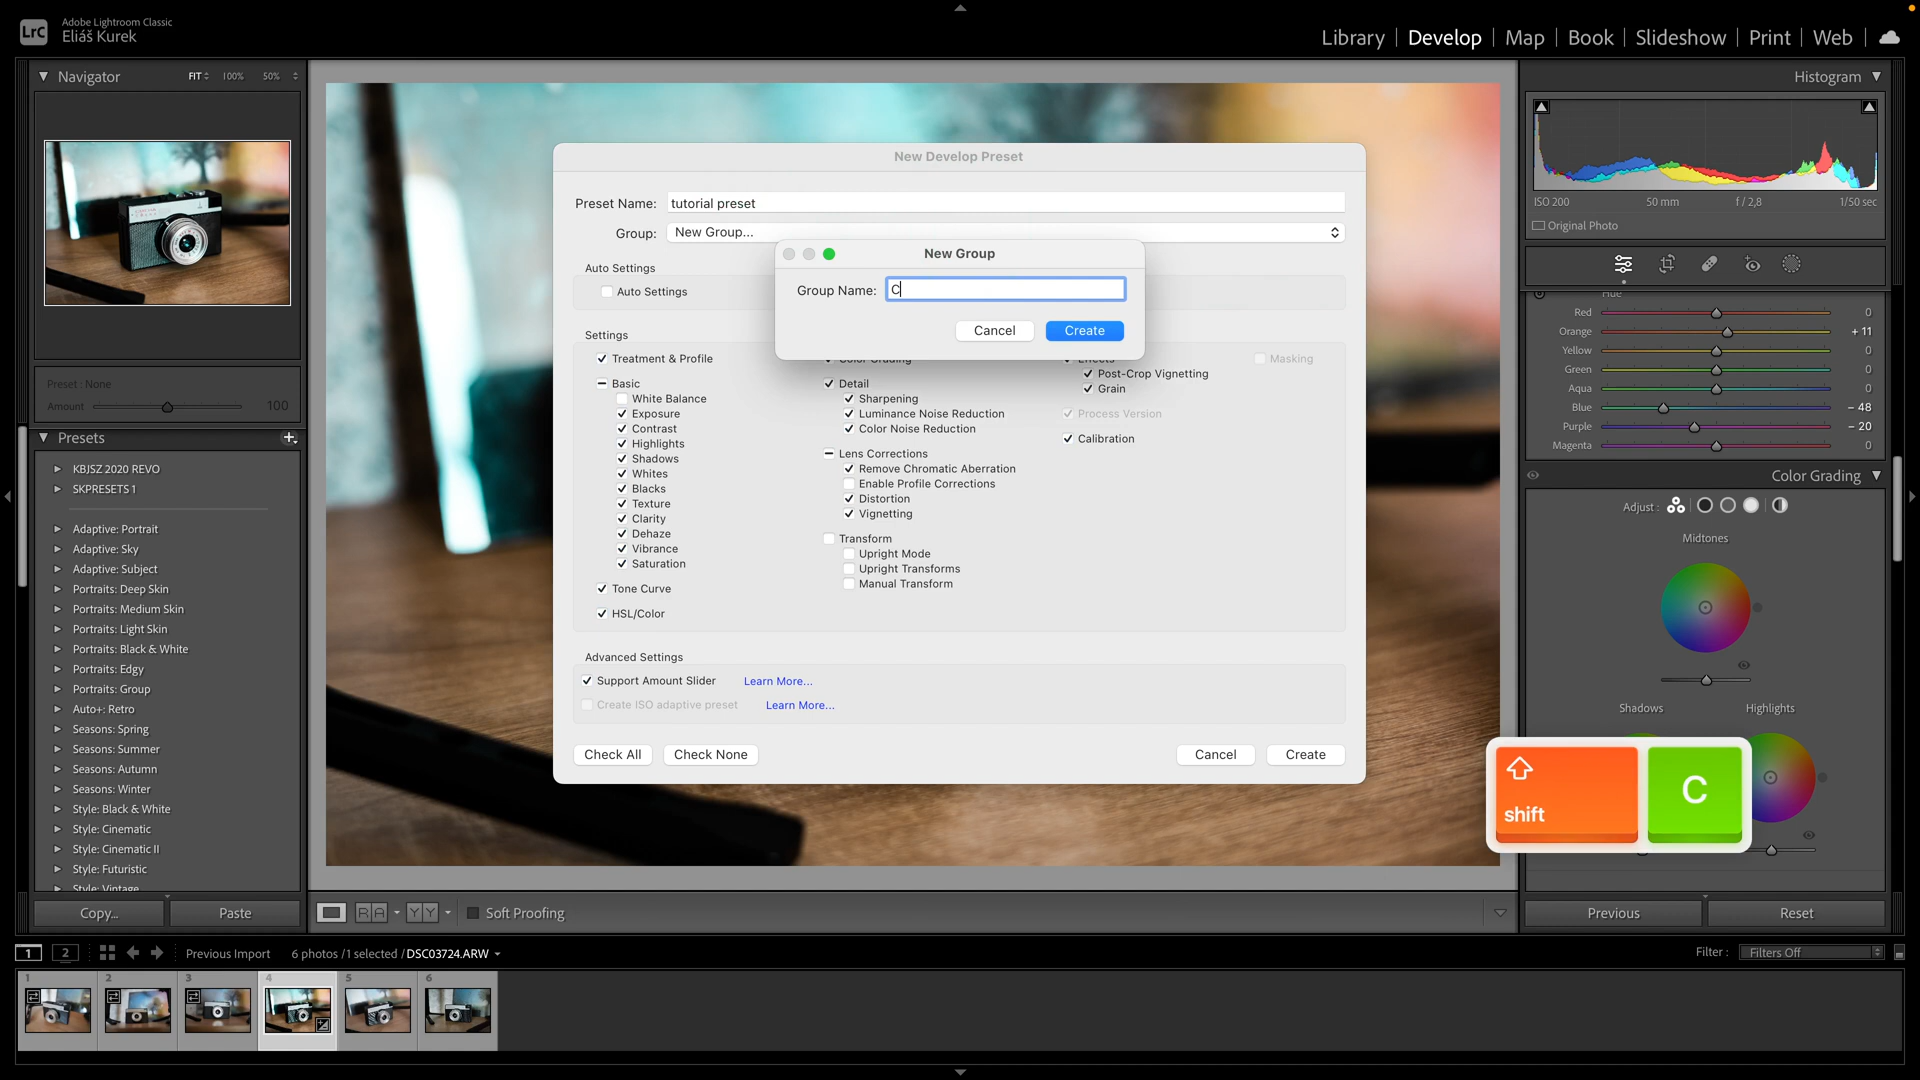 LrC
Adobe Lightroom Classic
Eliáš Kurek
Library
Develop
Map
Book
Slideshow
Print
Web
Navigator
FIT
100%
50%
Preset : None
Amount
100
Presets
KBJSZ 2020 REVO
SKPRESETS 1
Adaptive: Portrait
Adaptive: Sky
Adaptive: Subject
Portraits: Deep Skin
Portraits: Medium Skin
Portraits: Light Skin
Portraits: Black & White
Portraits: Edgy
Portraits: Group
Auto+: Retro
Seasons: Spring
Seasons: Summer
Seasons: Autumn
Seasons: Winter
Style: Black & White
Style: Cinematic
Style: Cinematic II
Style: Futuristic
Style: Vintage
Copy...
Paste
New Develop Preset
Preset Name:
tutorial preset
Group:
New Group...
New Group
Group Name:
C
Cancel
Create
Auto Settings
Auto Settings
Settings
Treatment & Profile
Basic
White Balance
Exposure
Contrast
Highlights
Shadows
Whites
Blacks
Texture
Clarity
Dehaze
Vibrance
Saturation
Tone Curve
HSL/Color
Color Grading
Detail
Sharpening
Luminance Noise Reduction
Color Noise Reduction
Lens Corrections
Remove Chromatic Aberration
Enable Profile Corrections
Distortion
Vignetting
Transform
Upright Mode
Upright Transforms
Manual Transform
Effects
Post-Crop Vignetting
Grain
Process Version
Calibration
Masking
Advanced Settings
Support Amount Slider
Learn More...
Create ISO adaptive preset
Learn More...
Check All
Check None
Cancel
Create
Histogram
ISO 200
50 mm
f / 2,8
1/50 sec
Original Photo
Hue
Red
0
Orange
+ 11
Yellow
0
Green
0
Aqua
0
Blue
– 48
Purple
– 20
Magenta
0
Color Grading
Adjust :
Midtones
Shadows
Highlights
shift
C
Previous
Reset
RA
YY
Soft Proofing
1
2
Previous Import
6 photos /1 selected / DSC03724.ARW
Filter :
Filters Off
1
2
3
4
5
6